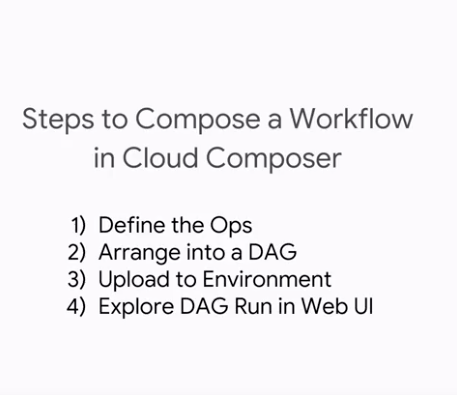 Steps to Compose a Workflow
in Cloud Composer
1) Define the Ops
2) Arrange into a DAG
3) Upload to Environment
4) Explore DAG Run in Web UI